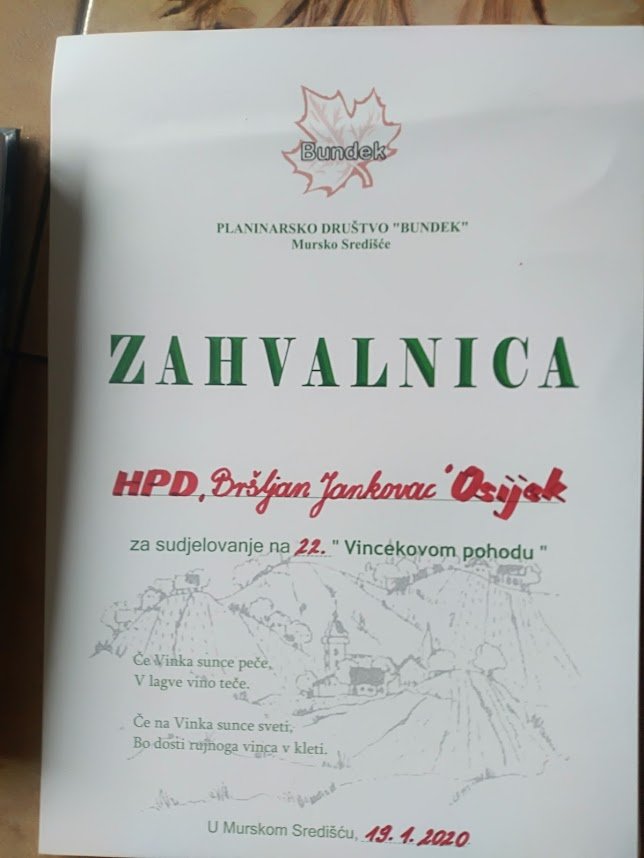 Bundek
PLANINARSKO DRUŠTVO "BUNDEK"
Mursko Središće
ZAHVALNICA
HPD "Bršljan Jankovac" Osijek
za sudjelovanje na 22. " Vincekovom pohodu "
Če Vinka sunce peče,
V lagve vino teče.
Če na Vinka sunce sveti,
Bo dosti rujnoga vinca v kleti.
U Murskom Središću, 19.1.2020